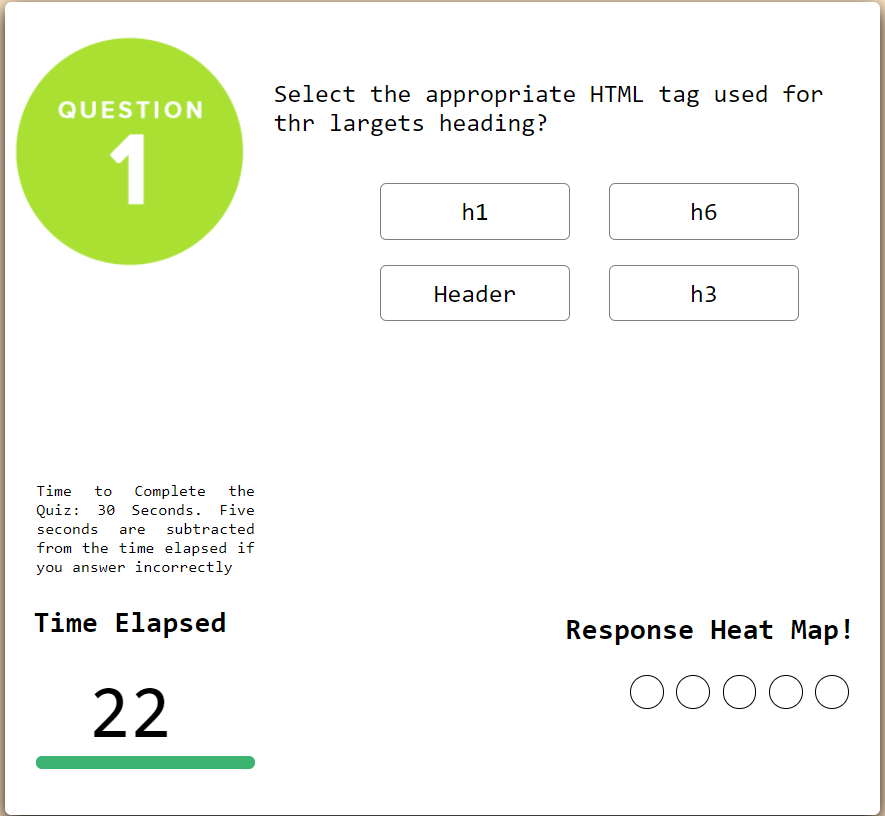 QUESTION
1
Select the appropriate HTML tag used for
thr largets heading?
h1
h6
Header
h3
Time to Complete the
Quiz: 30 Seconds. Five
seconds are subtracted
from the time elapsed if
you answer incorrectly
Time Elapsed
22
Response Heat Map!